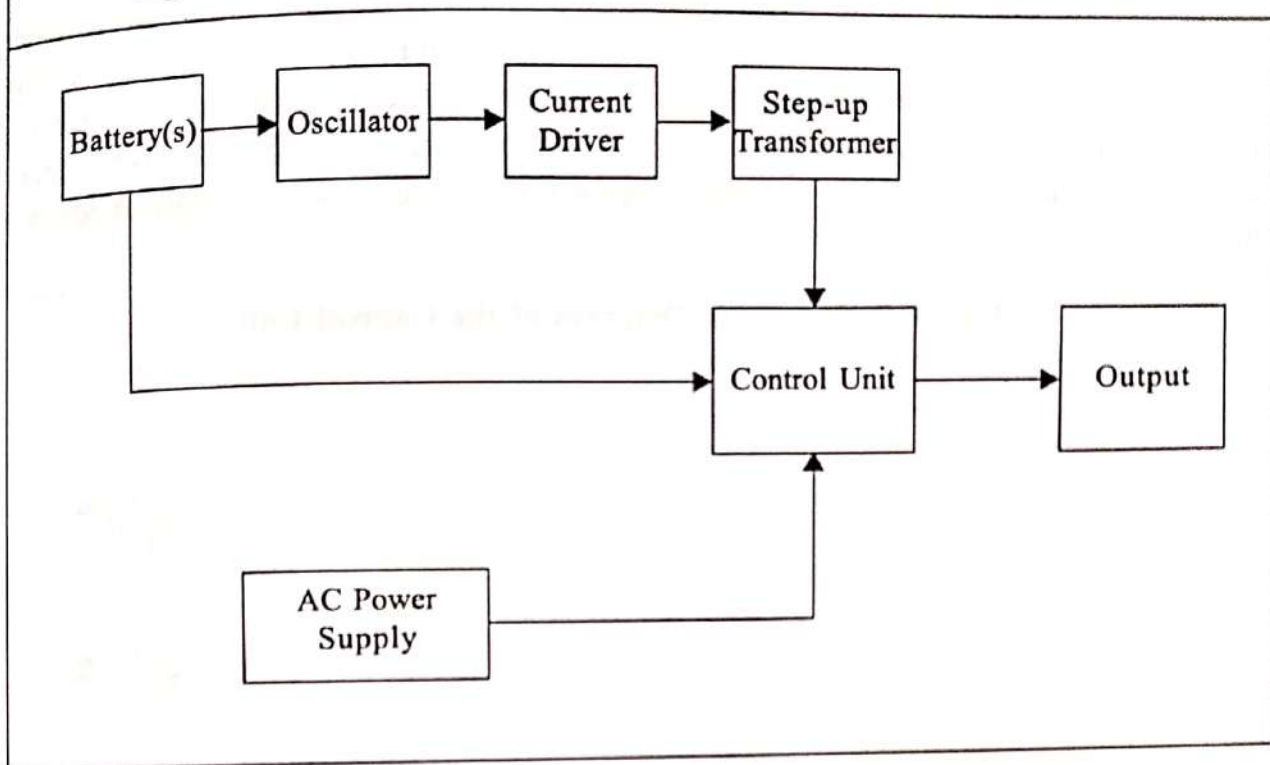 Battery(s)
Oscillator
Current
Driver
Step-up
Transformer
Control Unit
Output
AC Power
Supply